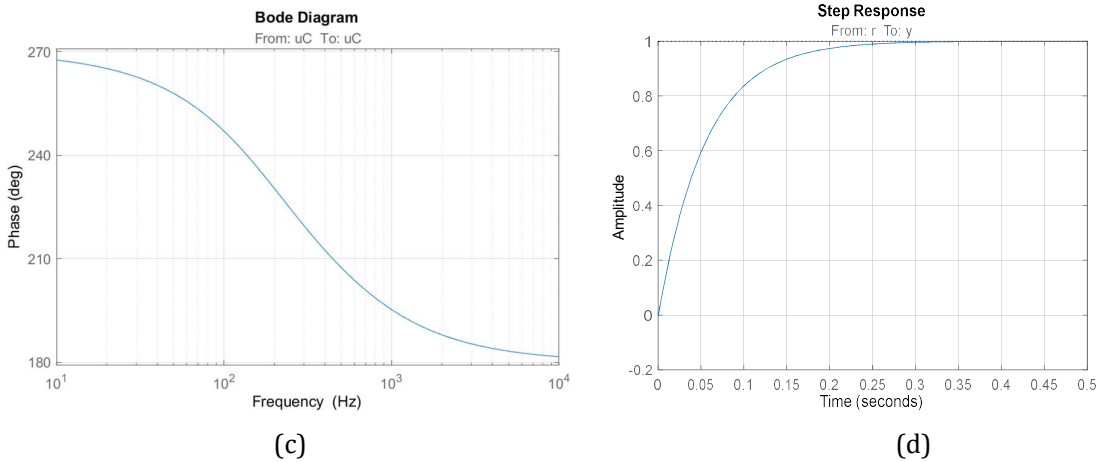 Bode Diagram
From: uC To: uC
Phase (deg)
270
240
210
180
10^1
10^2
10^3
10^4
Frequency (Hz)
(c)
Step Response
From: r To: y
Amplitude
1
0.8
0.6
0.4
0.2
0
-0.2
0
0.05
0.1
0.15
0.2
0.25
0.3
0.35
0.4
0.45
0.5
Time (seconds)
(d)